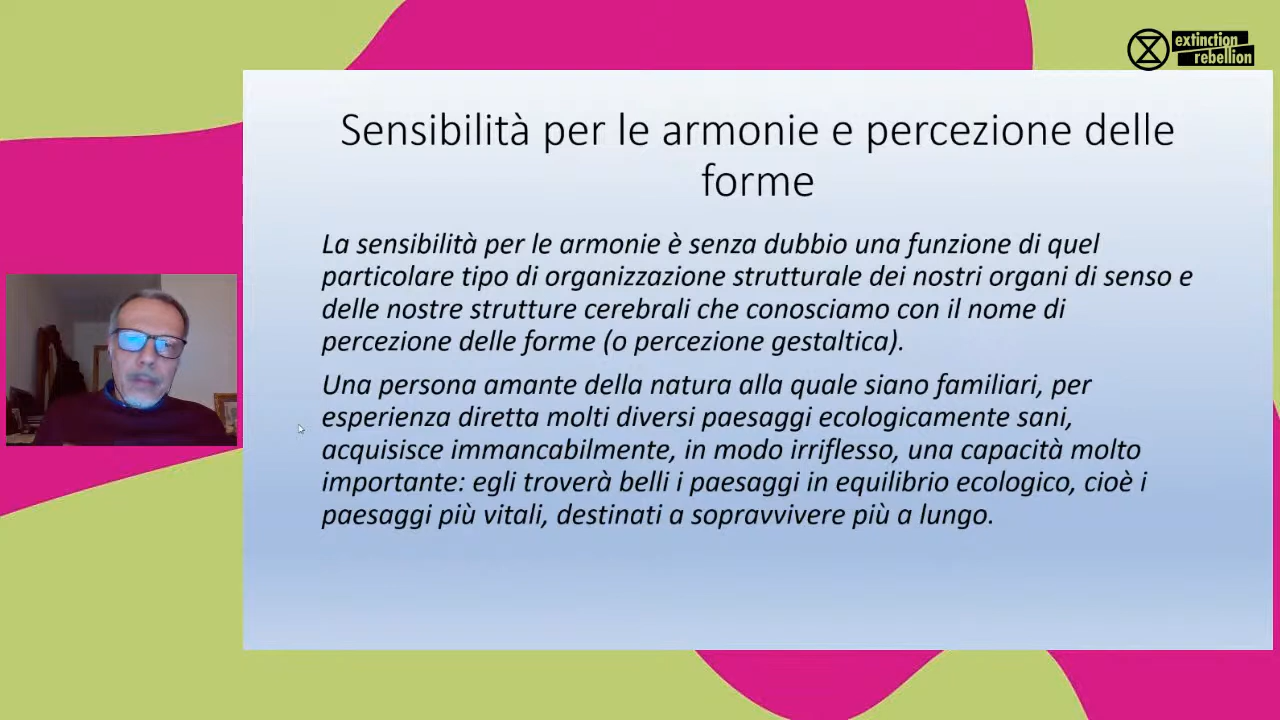 extinction
rebellion
Sensibilità per le armonie e percezione delle
forme
La sensibilità per le armonie è senza dubbio una funzione di quel
particolare tipo di organizzazione strutturale dei nostri organi di senso e
delle nostre strutture cerebrali che conosciamo con il nome di
percezione delle forme (o percezione gestaltica).
Una persona amante della natura alla quale siano familiari, per
esperienza diretta molti diversi paesaggi ecologicamente sani,
acquisisce immancabilmente, in modo irriflesso, una capacità molto
importante: egli troverà belli i paesaggi in equilibrio ecologico, cioè i
paesaggi più vitali, destinati a sopravvivere più a lungo.